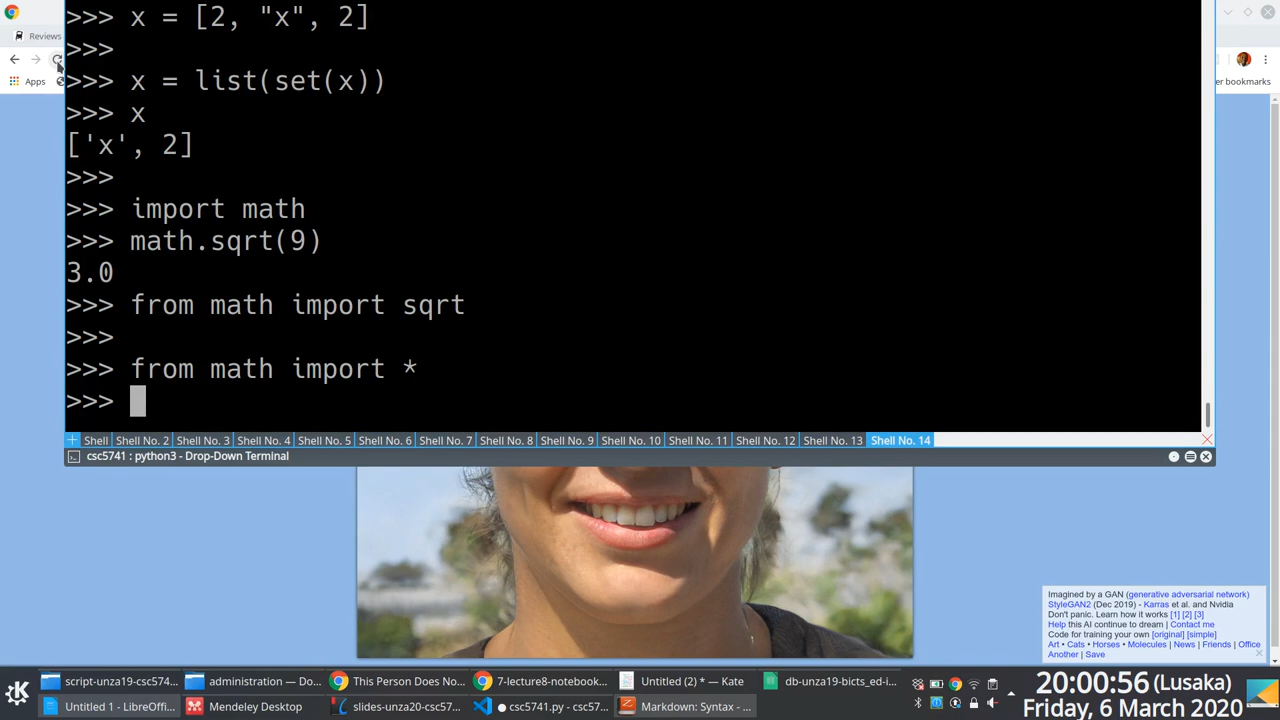 >>> x = [2, "x", 2]
>>>
>>> x = list(set(x))
>>> x
['x', 2]
>>>
>>> import math
>>> math.sqrt(9)
3.0
>>> from math import sqrt
>>>
>>> from math import *
>>>
Reviews
Apps
er bookmarks
Shell Shell No. 2 Shell No. 3 Shell No. 4 Shell No. 5 Shell No. 6 Shell No. 7 Shell No. 8 Shell No. 9 Shell No. 10 Shell No. 11 Shell No. 12 Shell No. 13 Shell No. 14
csc5741 : python3 - Drop-Down Terminal
Imagined by a GAN (generative adversarial network)
StyleGAN2 (Dec 2019) - Karras et al. and Nvidia
Don't panic. Learn how it works [1] [2] [3]
Help this AI continue to dream | Contact me
Code for training your own [original] [simple]
Art • Cats • Horses • Molecules | News | Friends | Office
Another | Save
script-unza19-csc574... administration — Do... This Person Does No... 7-lecture8-notebook... Untitled (2) * — Kate db-unza19-bicts_ed-i...
Untitled 1 - LibreOffi... Mendeley Desktop slides-unza20-csc57... ● csc5741.py - csc57... Markdown: Syntax - ...
20:00:56 (Lusaka)
Friday, 6 March 2020